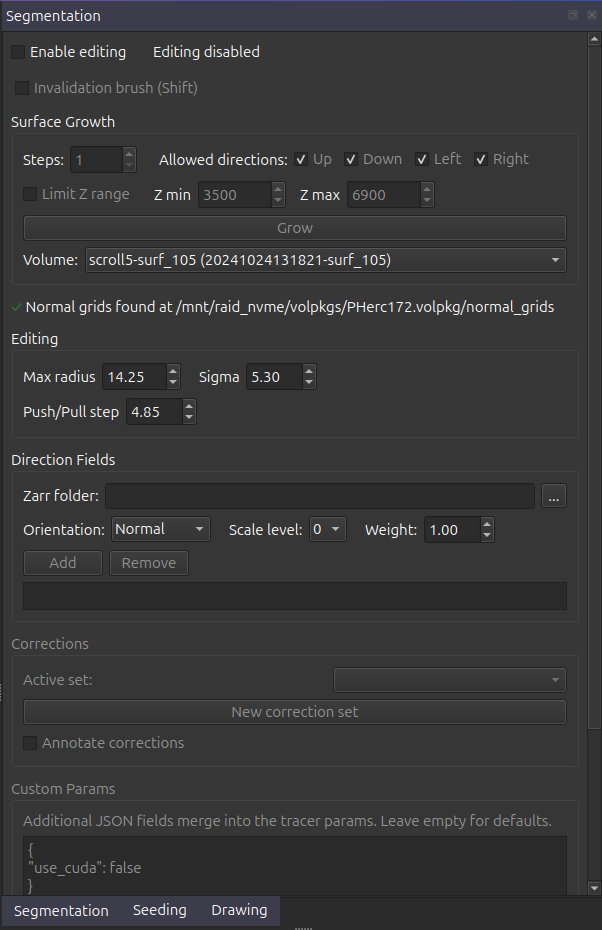 Segmentation
Enable editing Editing disabled
Invalidation brush (Shift)
Surface Growth
Steps: 1 Allowed directions: Up Down Left Right
Limit Z range Z min 3500 Z max 6900
Grow
Volume: scroll5-surf_105 (20241024131821-surf_105)
Normal grids found at /mnt/raid_nvme/volpkgs/PHerc172.volpkg/normal_grids
Editing
Max radius 14.25 Sigma 5.30
Push/Pull step 4.85
Direction Fields
Zarr folder: ...
Orientation: Normal Scale level: 0 Weight: 1.00
Add Remove
Corrections
Active set:
New correction set
Annotate corrections
Custom Params
Additional JSON fields merge into the tracer params. Leave empty for defaults.
{
"use_cuda": false
}
Segmentation Seeding Drawing